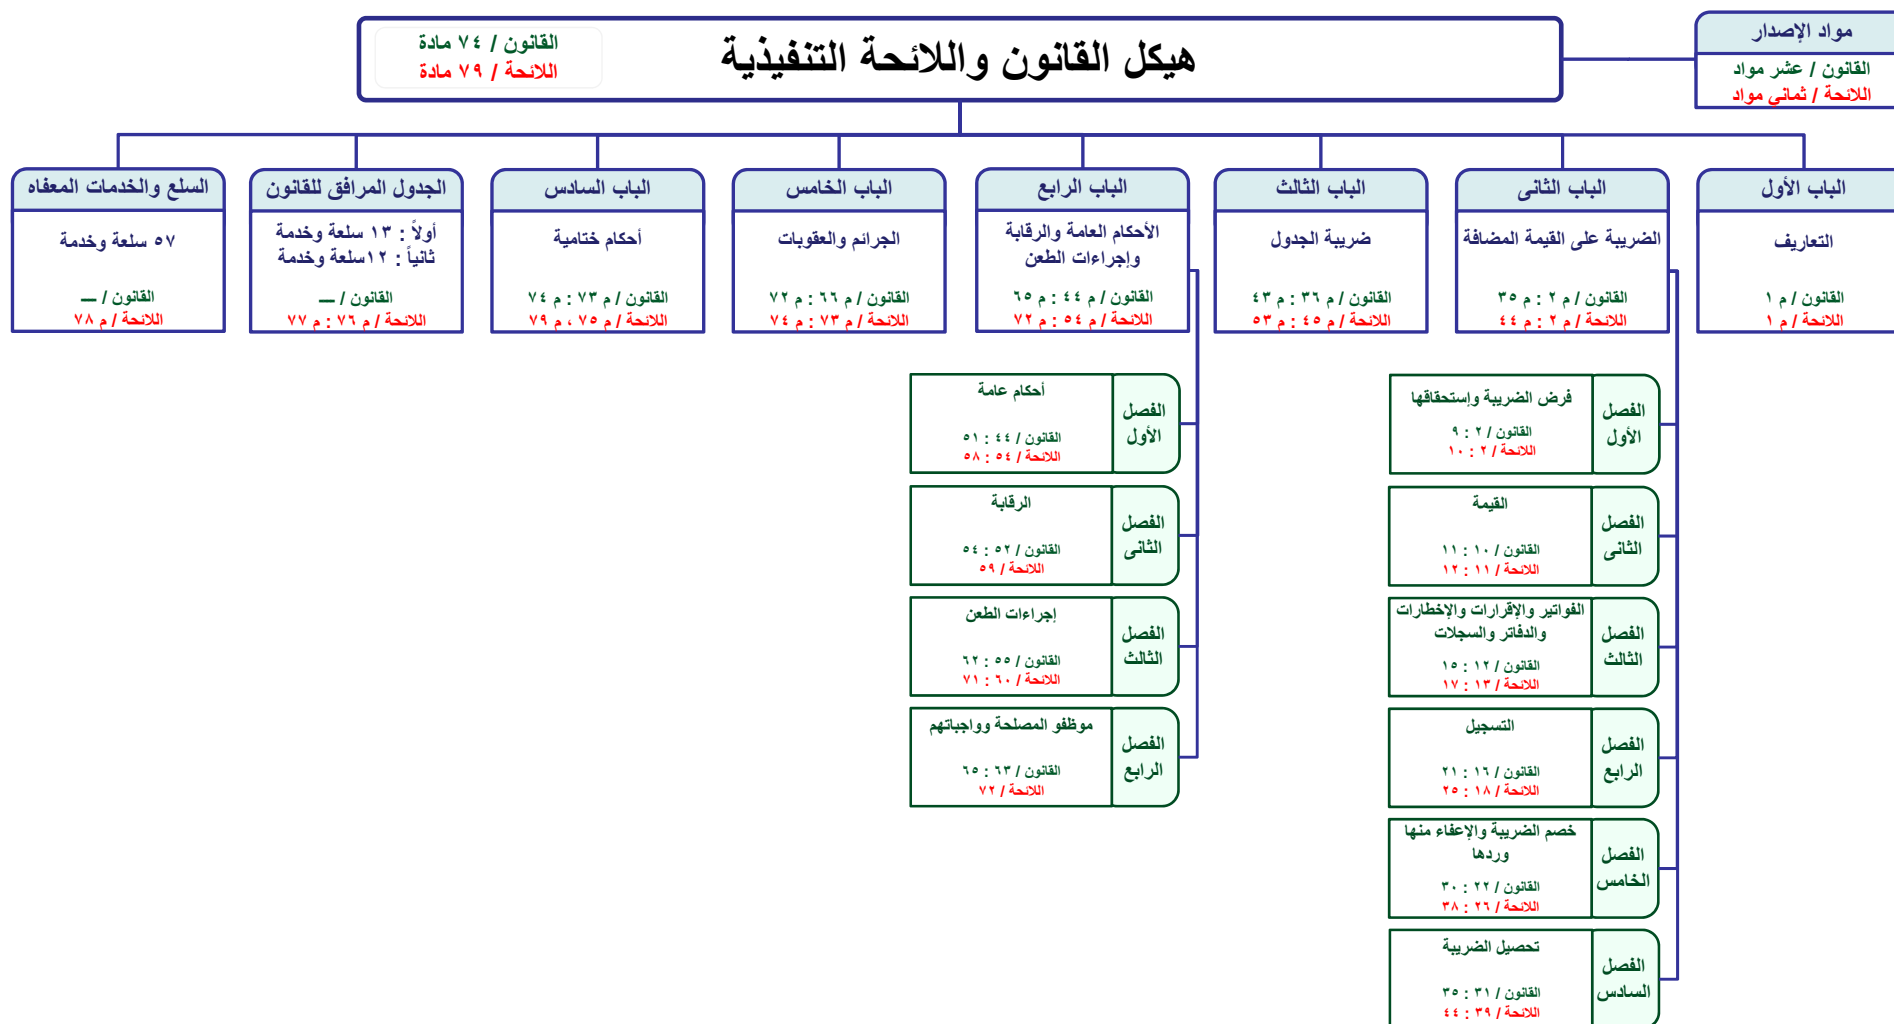 مواد الإصدار
القانون / عشر مواد
اللائحة / ثماني مواد
هيكل القانون واللائحة التنفيذية
القانون / ٧٤ مادة
اللائحة / ٧٩ مادة
الباب الأول
التعاريف
القانون / م ١
اللائحة / م ١
الباب الثانى
الضريبة على القيمة المضافة
القانون / م ٢ : م ٣٥
اللائحة / م ٢ : م ٤٤
الباب الثالث
ضريبة الجدول
القانون / م ٣٦ : م ٤٣
اللائحة / م ٤٥ : م ٥٣
الباب الرابع
الأحكام العامة والرقابة
وإجراءات الطعن
القانون / م ٤٤ : م ٦٥
اللائحة / م ٥٤ : م ٧٢
الباب الخامس
الجرائم والعقوبات
القانون / م ٦٦ : م ٧٢
اللائحة / م ٧٣ : م ٧٤
الباب السادس
أحكام ختامية
القانون / م ٧٣ : م ٧٤
اللائحة / م ٧٥ ، م ٧٩
الجدول المرافق للقانون
أولاً : ١٣ سلعة وخدمة
ثانياً : ١٢سلعة وخدمة
القانون / ـــ
اللائحة / م ٧٦ : م ٧٧
السلع والخدمات المعفاه
٥٧ سلعة وخدمة
القانون / ـــ
اللائحة / م ٧٨
الفصل
الأول
فرض الضريبة وإستحقاقها
القانون / ٢ : ٩
اللائحة / ٢ : ١٠
الفصل
الثانى
القيمة
القانون / ١٠ : ١١
اللائحة / ١١ : ١٢
الفصل
الثالث
الفواتير والإقرارات والإخطارات
والدفاتر والسجلات
القانون / ١٢ : ١٥
اللائحة / ١٣ : ١٧
الفصل
الرابع
التسجيل
القانون / ١٦ : ٢١
اللائحة / ١٨ : ٢٥
الفصل
الخامس
خصم الضريبة والإعفاء منها
وردها
القانون / ٢٢ : ٣٠
اللائحة / ٢٦ : ٣٨
الفصل
السادس
تحصيل الضريبة
القانون / ٣١ : ٣٥
اللائحة / ٣٩ : ٤٤
الفصل
الأول
أحكام عامة
القانون / ٤٤ : ٥١
اللائحة / ٥٤ : ٥٨
الفصل
الثانى
الرقابة
القانون / ٥٢ : ٥٤
اللائحة / ٥٩
الفصل
الثالث
إجراءات الطعن
القانون / ٥٥ : ٦٢
اللائحة / ٦٠ : ٧١
الفصل
الرابع
موظفو المصلحة وواجباتهم
القانون / ٦٣ : ٦٥
اللائحة / ٧٢